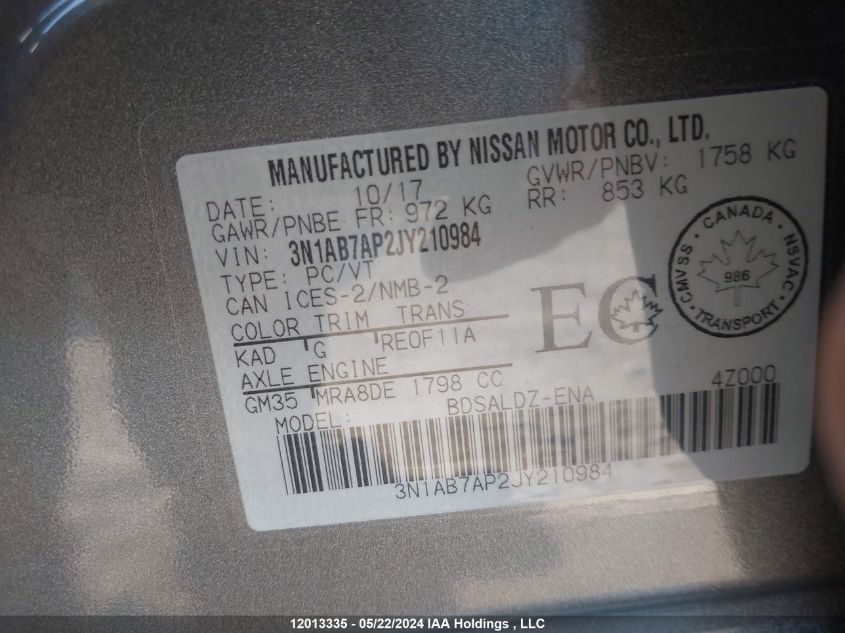 MANUFACTURED BY NISSAN MOTOR CO., LTD.
DATE: 10/17 GVWR/PNBV: 1758 KG
GAWR/PNBE FR: 972 KG RR: 853 KG
VIN: 3N1AB7AP2JY210984
TYPE: PC/VT
CAN ICES-2/NMB-2
COLOR TRIM TRANS
KAD G RE0F11A
AXLE ENGINE
GM35 MRA8DE 1798 CC
MODEL: BDSALDZ-ENA 4Z000
3N1AB7AP2JY210984
EC
CANADA
CMVSS · NSVAC
986
TRANSPORT
12013335 - 05/22/2024 IAA Holdings , LLC